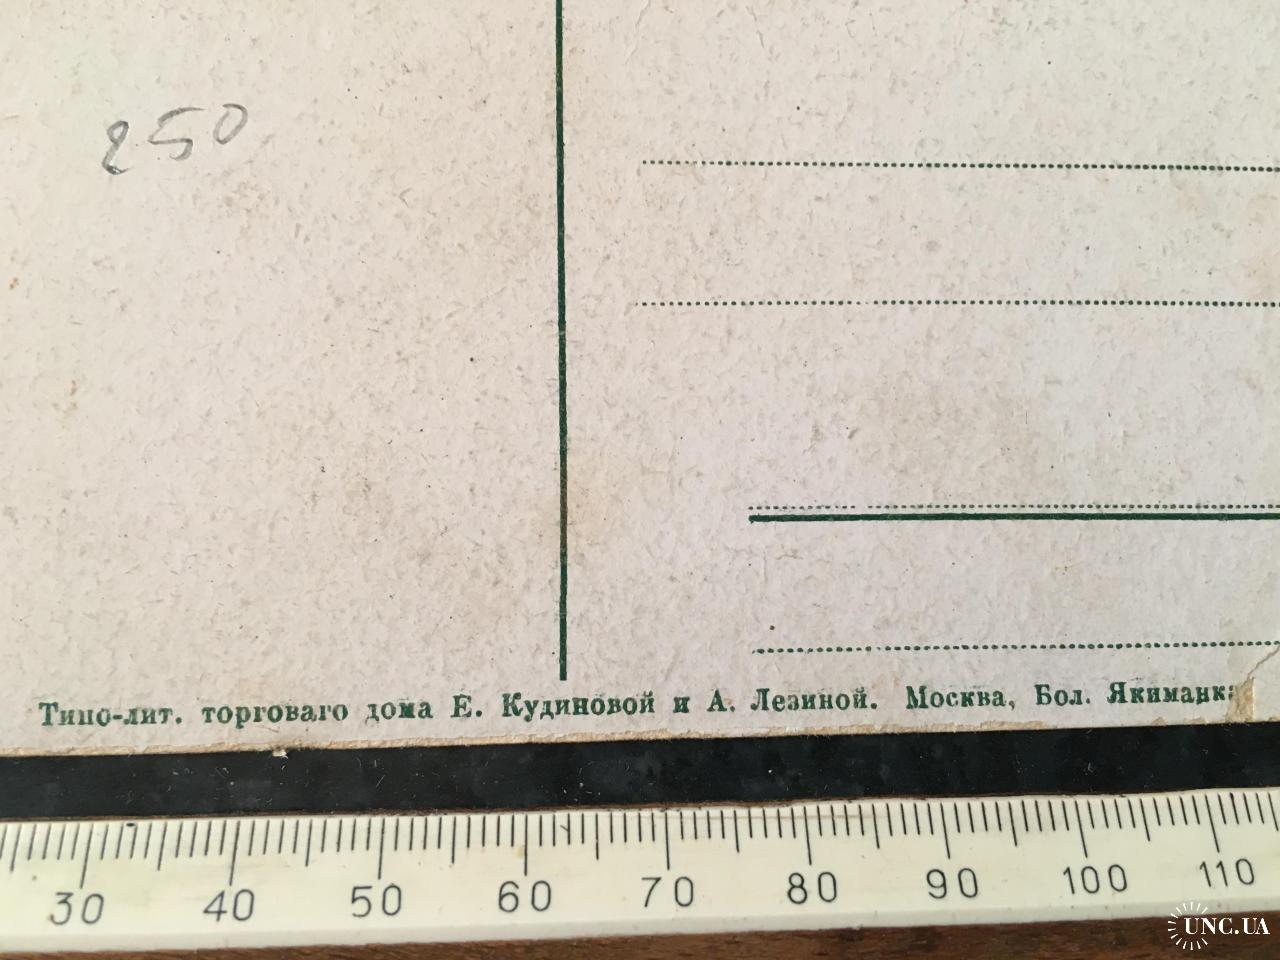 250
Типо-лит. торговаго дома Е. Кудиновой и А. Лезиной. Москва, Бол. Якиманка
30 40 50 60 70 80 90 100 110
UNC.UA